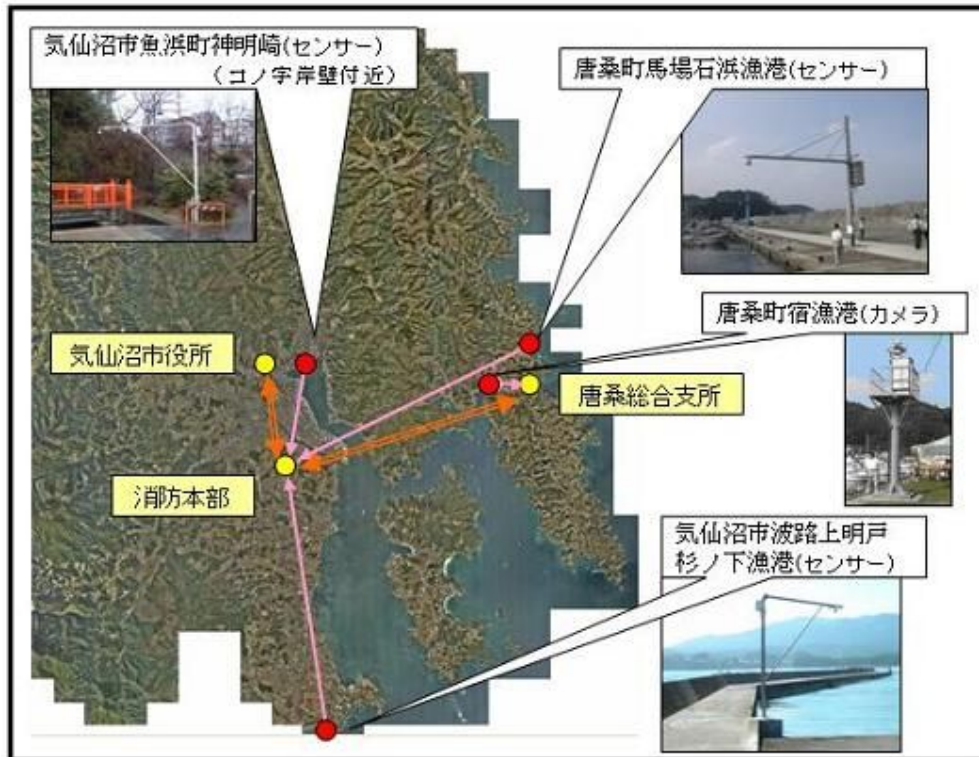 気仙沼市魚浜町神明崎(センサー)
(コノ字岸壁付近)
唐桑町馬場石浜漁港(センサー)
唐桑町宿漁港(カメラ)
気仙沼市役所
唐桑総合支所
消防本部
気仙沼市波路上明戸
杉ノ下漁港(センサー)